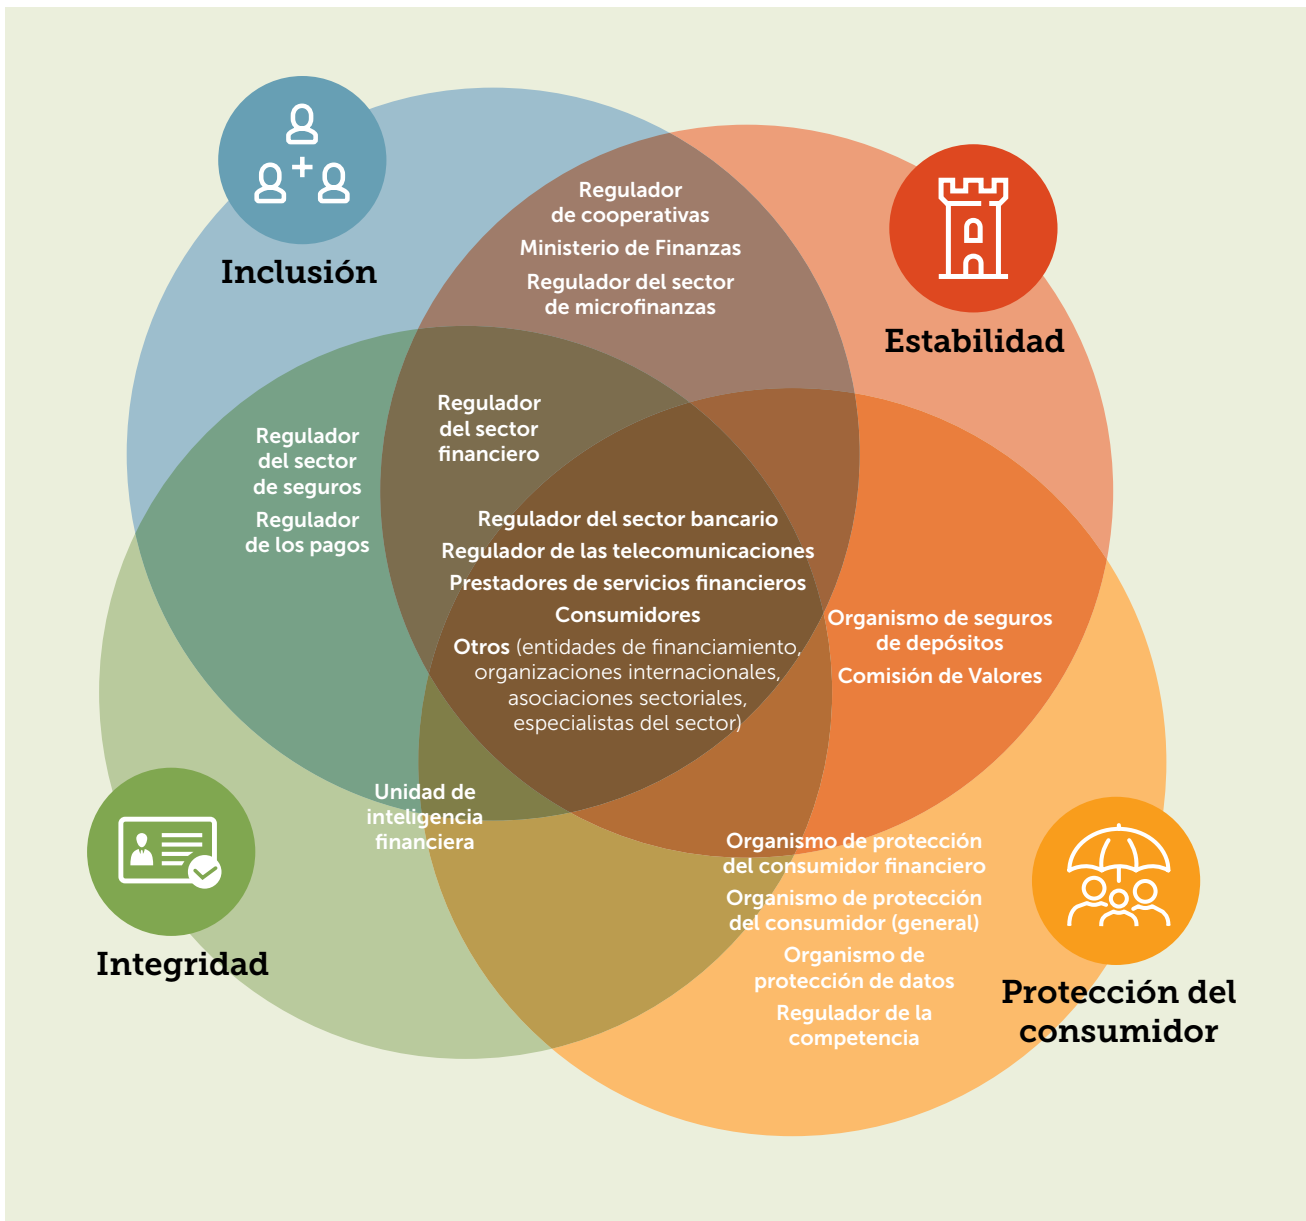 Inclusión
Regulador
de cooperativas
Ministerio de Finanzas
Regulador del sector
de microfinanzas
Estabilidad
Regulador
del sector
financiero
Regulador
del sector
de seguros
Regulador
de los pagos
Regulador del sector bancario
Regulador de las telecomunicaciones
Prestadores de servicios financieros
Consumidores
Otros (entidades de financiamiento,
organizaciones internacionales,
asociaciones sectoriales,
especialistas del sector)
Organismo de seguros
de depósitos
Comisión de Valores
Unidad de
inteligencia
financiera
Organismo de protección
del consumidor financiero
Organismo de protección
del consumidor (general)
Organismo de
protección de datos
Regulador de la
competencia
Integridad
Protección del
consumidor